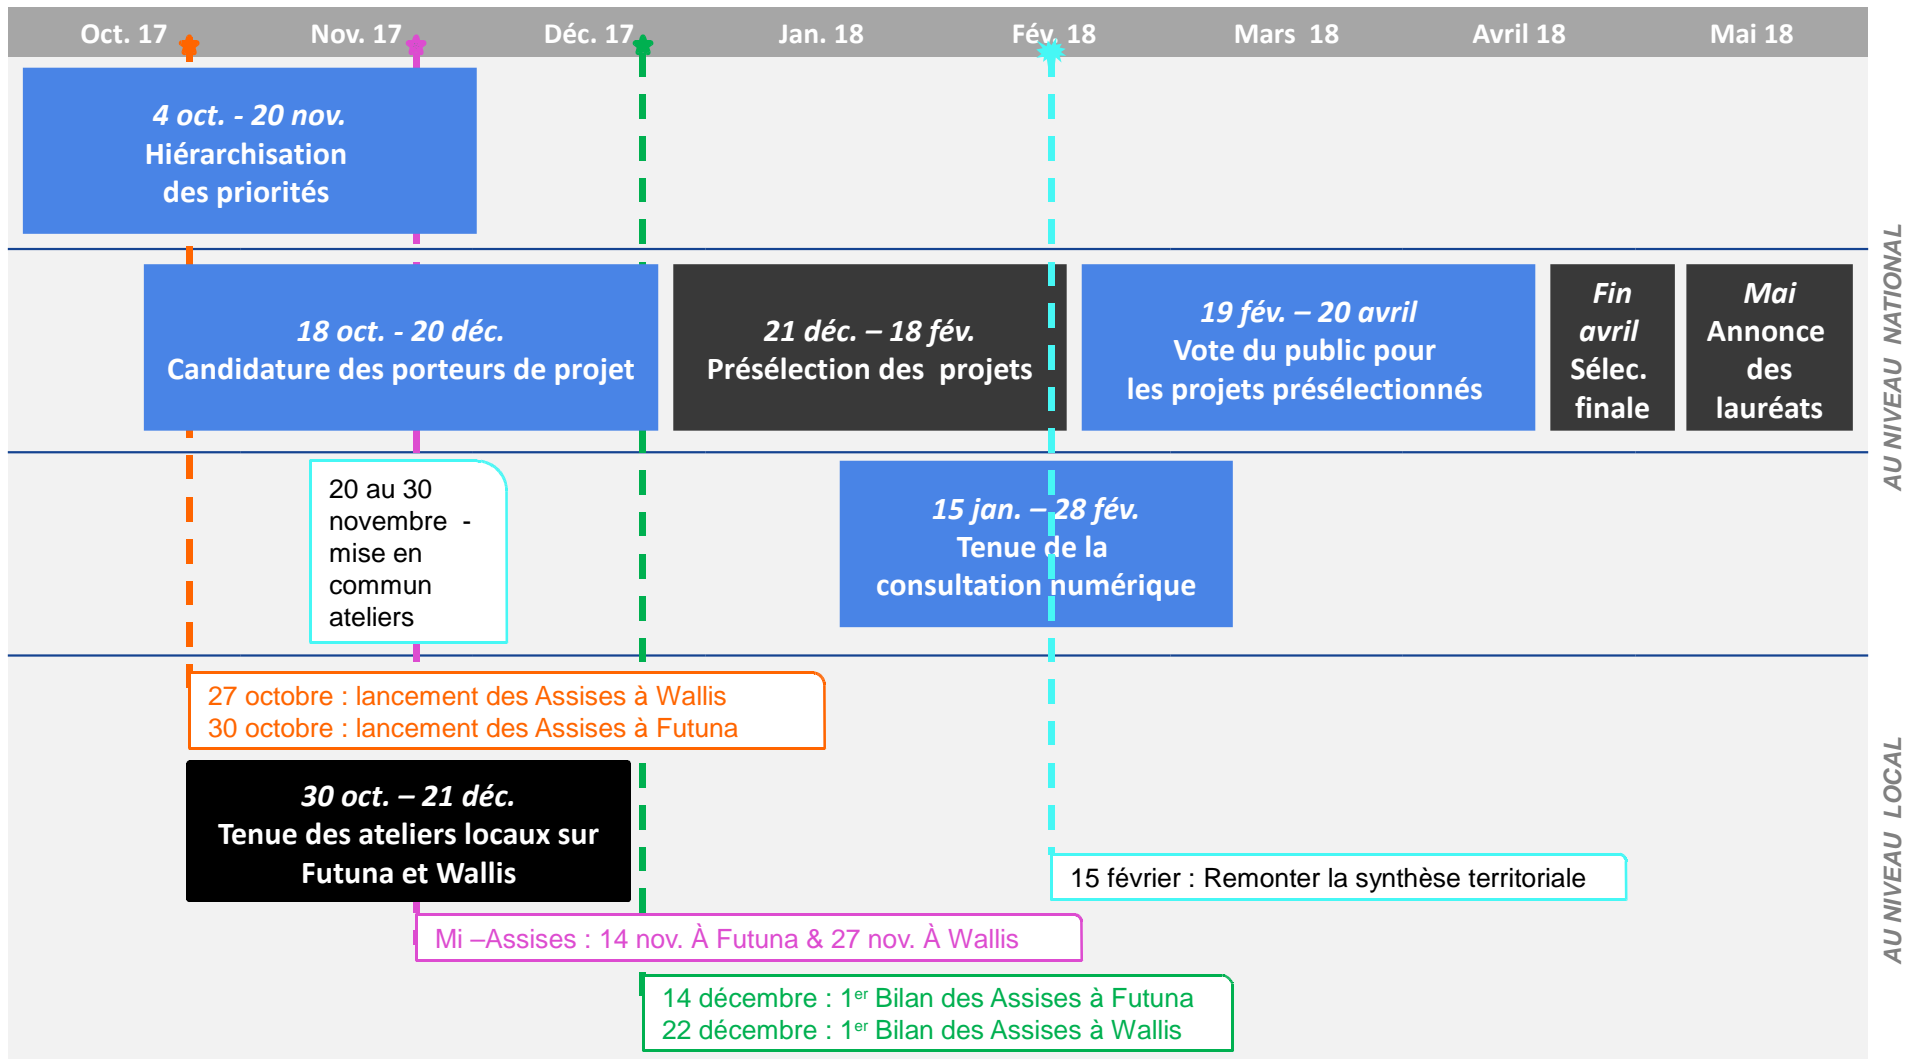 Oct. 17
Nov. 17
Déc. 17
Jan. 18
Fév. 18
Mars 18
Avril 18
Mai 18
4 oct. - 20 nov.
Hiérarchisation
des priorités
18 oct. - 20 déc.
Candidature des porteurs de projet
21 déc. – 18 fév.
Présélection des projets
19 fév. – 20 avril
Vote du public pour
les projets présélectionnés
Fin
avril
Sélec.
finale
Mai
Annonce
des
lauréats
AU NIVEAU NATIONAL
20 au 30
novembre -
mise en
commun
ateliers
15 jan. – 28 fév.
Tenue de la
consultation numérique
27 octobre : lancement des Assises à Wallis
30 octobre : lancement des Assises à Futuna
30 oct. – 21 déc.
Tenue des ateliers locaux sur
Futuna et Wallis
15 février : Remonter la synthèse territoriale
Mi –Assises : 14 nov. À Futuna & 27 nov. À Wallis
14 décembre : 1er Bilan des Assises à Futuna
22 décembre : 1er Bilan des Assises à Wallis
AU NIVEAU LOCAL